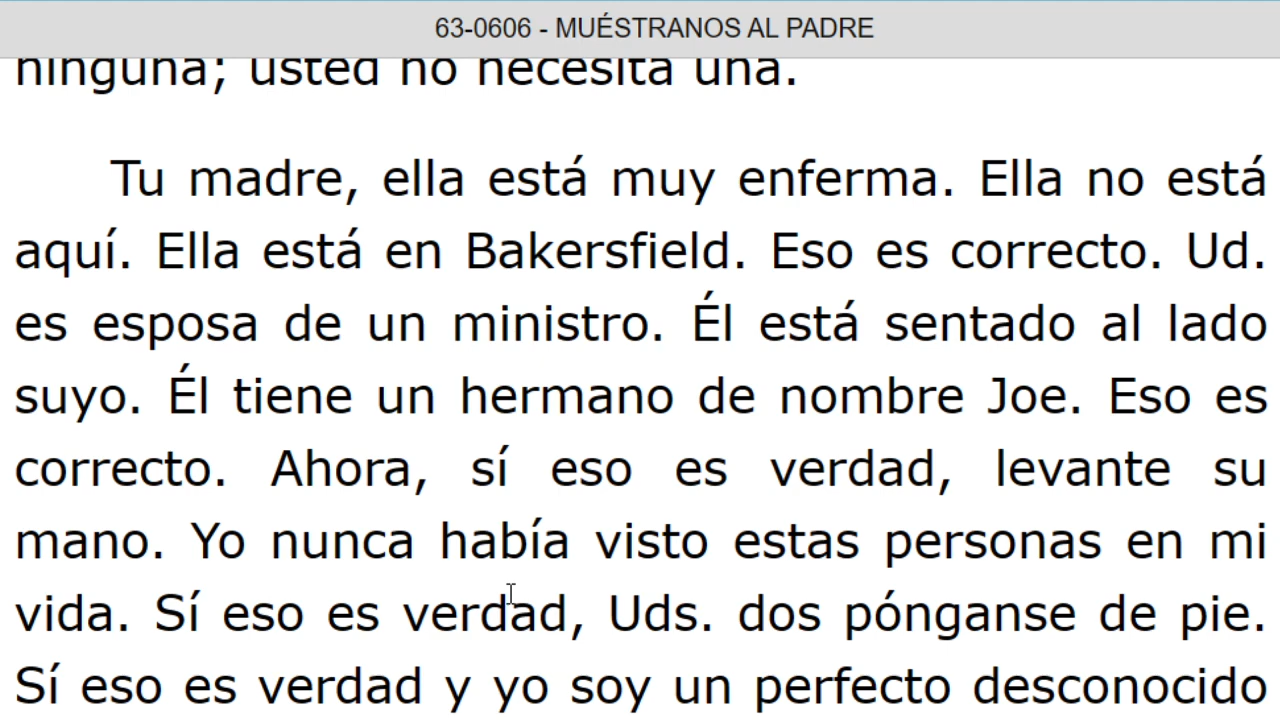 63-0606 - MUÉSTRANOS AL PADRE
ninguna; usted no necesita una.
Tu madre, ella está muy enferma. Ella no está
aquí. Ella está en Bakersfield. Eso es correcto. Ud.
es esposa de un ministro. Él está sentado al lado
suyo. Él tiene un hermano de nombre Joe. Eso es
correcto. Ahora, sí eso es verdad, levante su
mano. Yo nunca había visto estas personas en mi
vida. Sí eso es verdad, Uds. dos pónganse de pie.
Sí eso es verdad y yo soy un perfecto desconocido